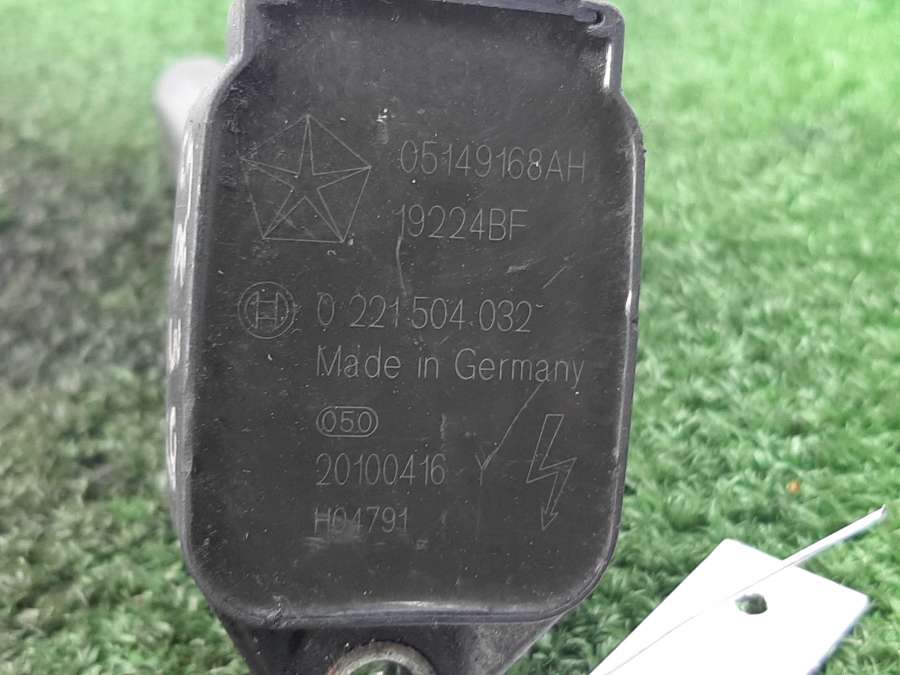 05149168AH
19224BF
H 0 221 504 032
Made in Germany
050
20100416
H04791